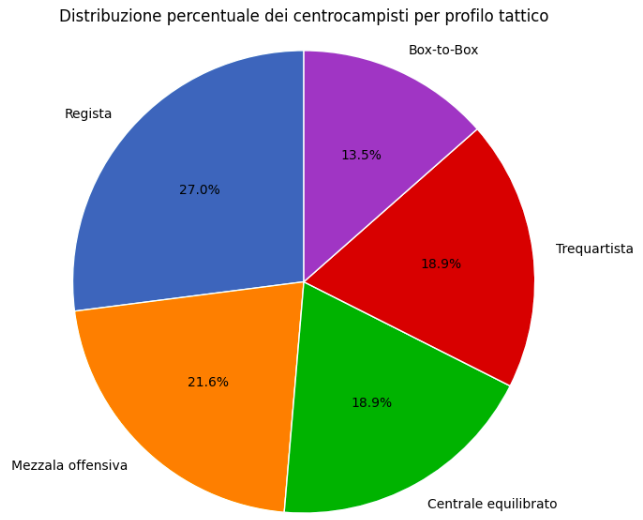 Distribuzione percentuale dei centrocampisti per profilo tattico
Box-to-Box
Regista
13.5%
27.0%
Trequartista
18.9%
21.6%
18.9%
Mezzala offensiva
Centrale equilibrato